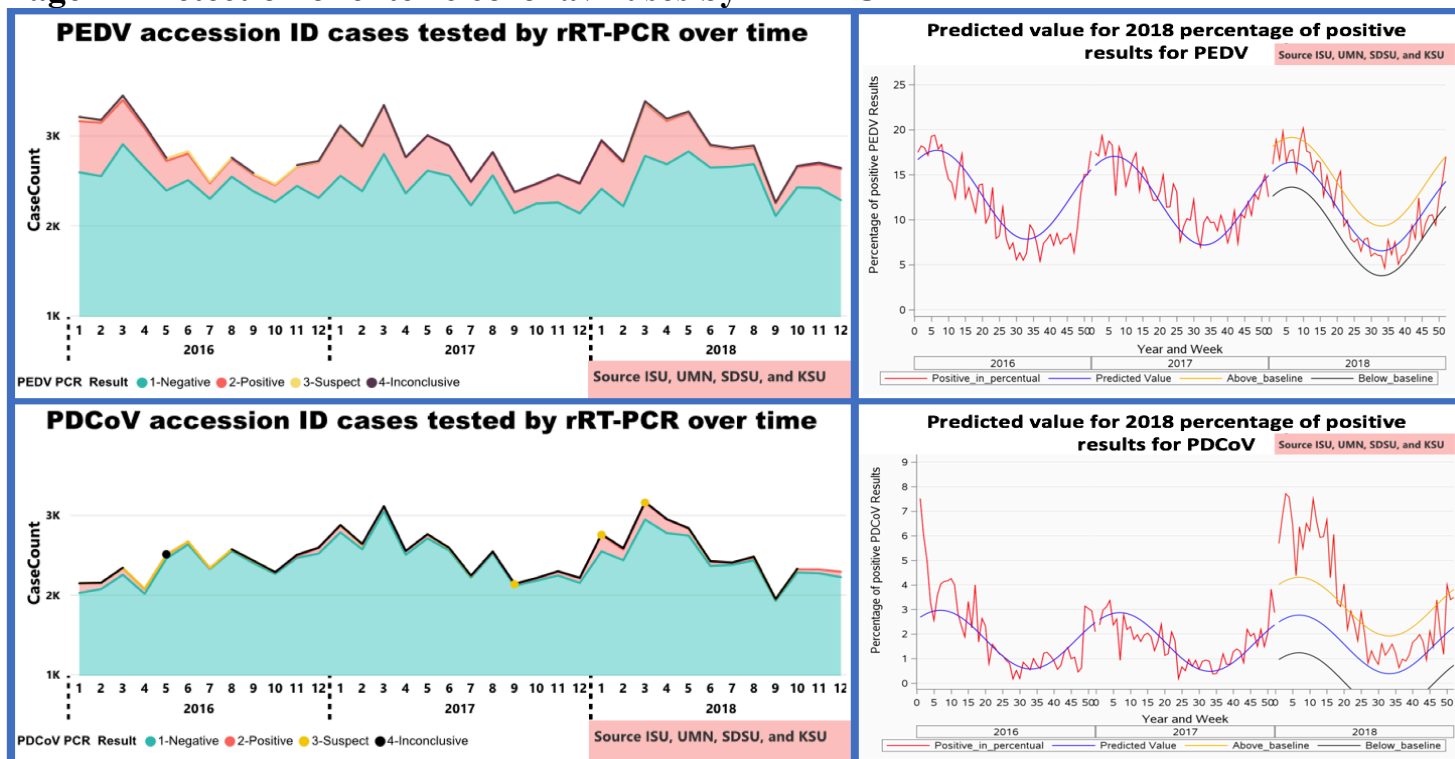 PEDV accession ID cases tested by rRT-PCR over time
CaseCount
3K
2K
1K
1 2 3 4 5 6 7 8 9 10 11 12 1 2 3 4 5 6 7 8 9 10 11 12 1 2 3 4 5 6 7 8 9 10 11 12
2016 2017 2018
PEDV PCR Result 1-Negative 2-Positive 3-Suspect 4-Inconclusive
Source ISU, UMN, SDSU, and KSU
Predicted value for 2018 percentage of positive
results for PEDV
Source ISU, UMN, SDSU, and KSU
Percentage of positive PEDV Results
25
20
15
10
5
0
0 5 10 15 20 25 30 35 40 45 50 0 5 10 15 20 25 30 35 40 45 50 0 5 10 15 20 25 30 35 40 45 50
Year and Week
2016 2017 2018
Positive_in_percentual Predicted Value Above_baseline Below_baseline
PDCoV accession ID cases tested by rRT-PCR over time
CaseCount
3K
2K
1K
1 2 3 4 5 6 7 8 9 10 11 12 1 2 3 4 5 6 7 8 9 10 11 12 1 2 3 4 5 6 7 8 9 10 11 12
2016 2017 2018
PDCoV PCR Result 1-Negative 2-Positive 3-Suspect 4-Inconclusive
Source ISU, UMN, SDSU, and KSU
Predicted value for 2018 percentage of positive
results for PDCoV
Source ISU, UMN, SDSU, and KSU
Percentage of positive PDCoV Results
9
8
7
6
5
4
3
2
1
0
0 5 10 15 20 25 30 35 40 45 50 0 5 10 15 20 25 30 35 40 45 50 0 5 10 15 20 25 30 35 40 45 50
Year and Week
2016 2017 2018
Positive_in_percentual Predicted Value Above_baseline Below_baseline